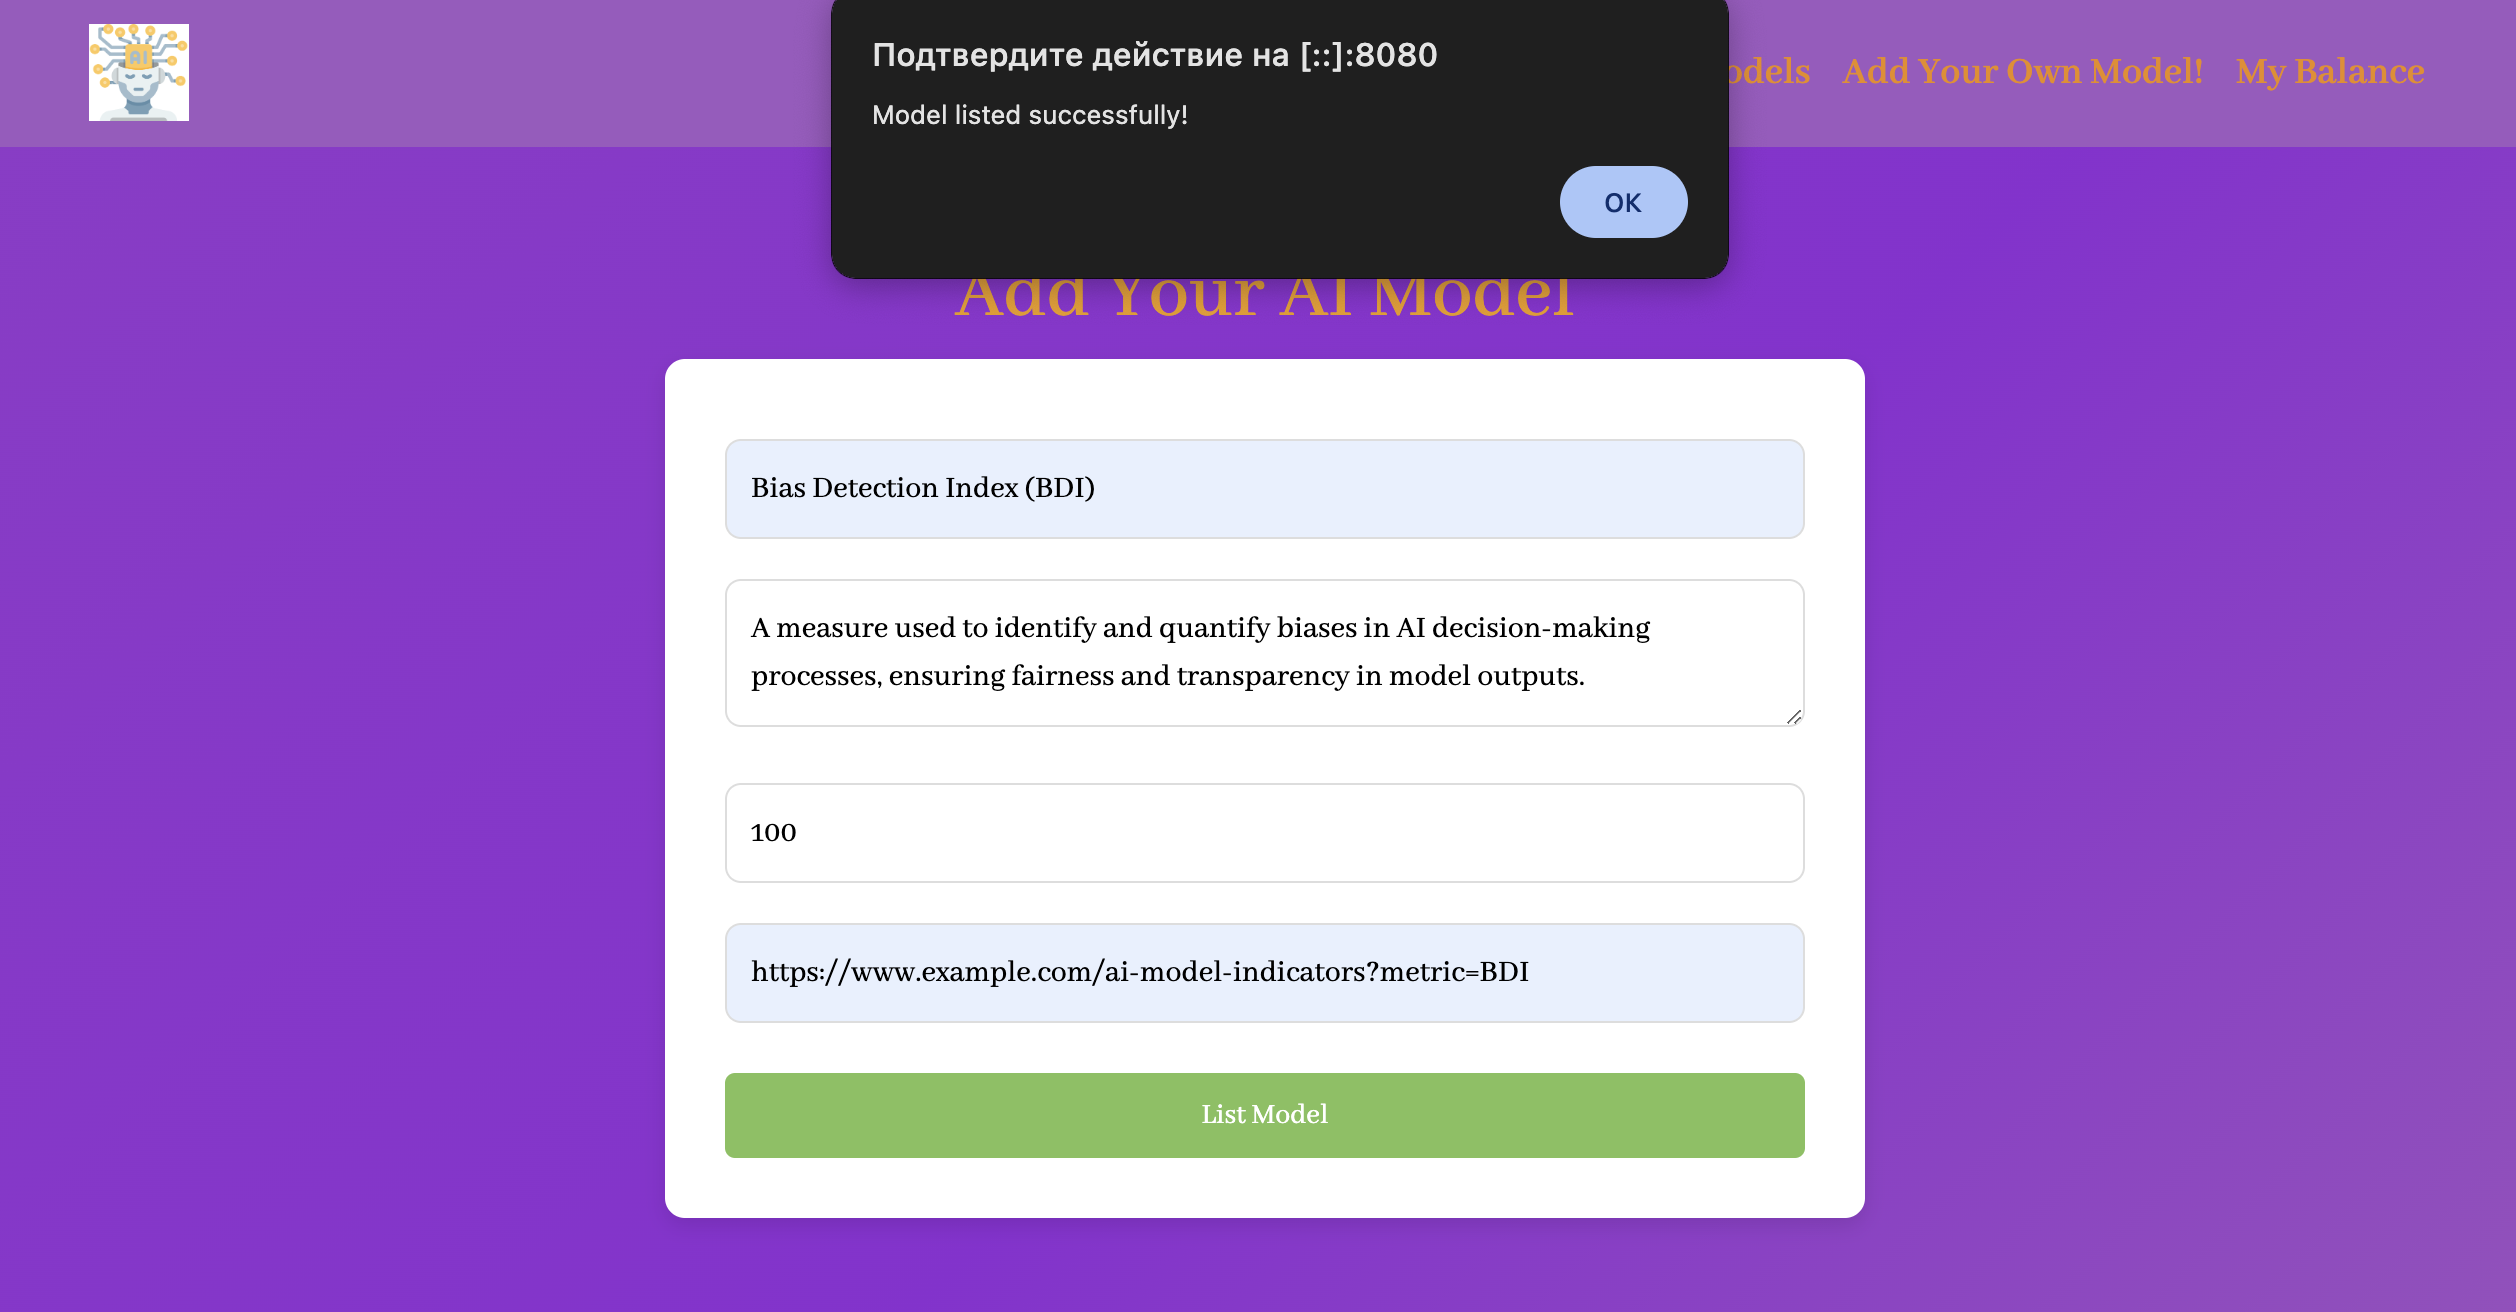 AI
Подтвердите действие на [::]:8080
Model listed successfully!
OK
Add Your Own Model!
My Balance
Add Your AI Model
Bias Detection Index (BDI)
A measure used to identify and quantify biases in AI decision-making
processes, ensuring fairness and transparency in model outputs.
100
https://www.example.com/ai-model-indicators?metric=BDI
List Model